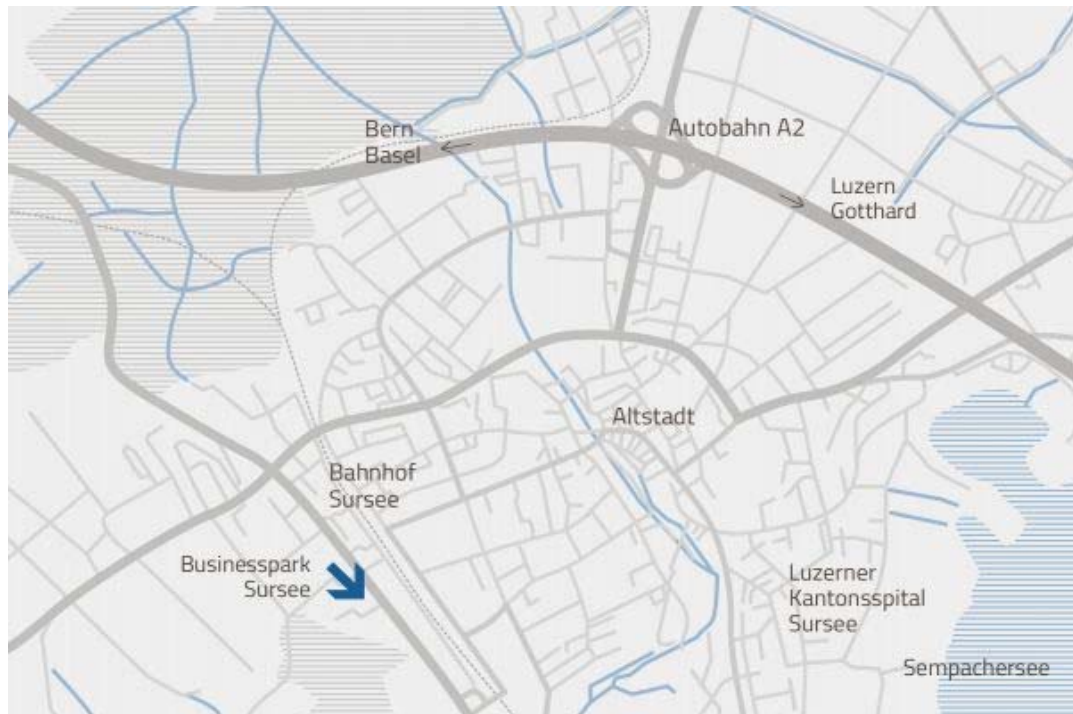 Bern
Basel
Autobahn A2
Luzern
Gotthard
Altstadt
Bahnhof
Sursee
Businesspark
Sursee
Luzerner
Kantonsspital
Sursee
Sempachersee